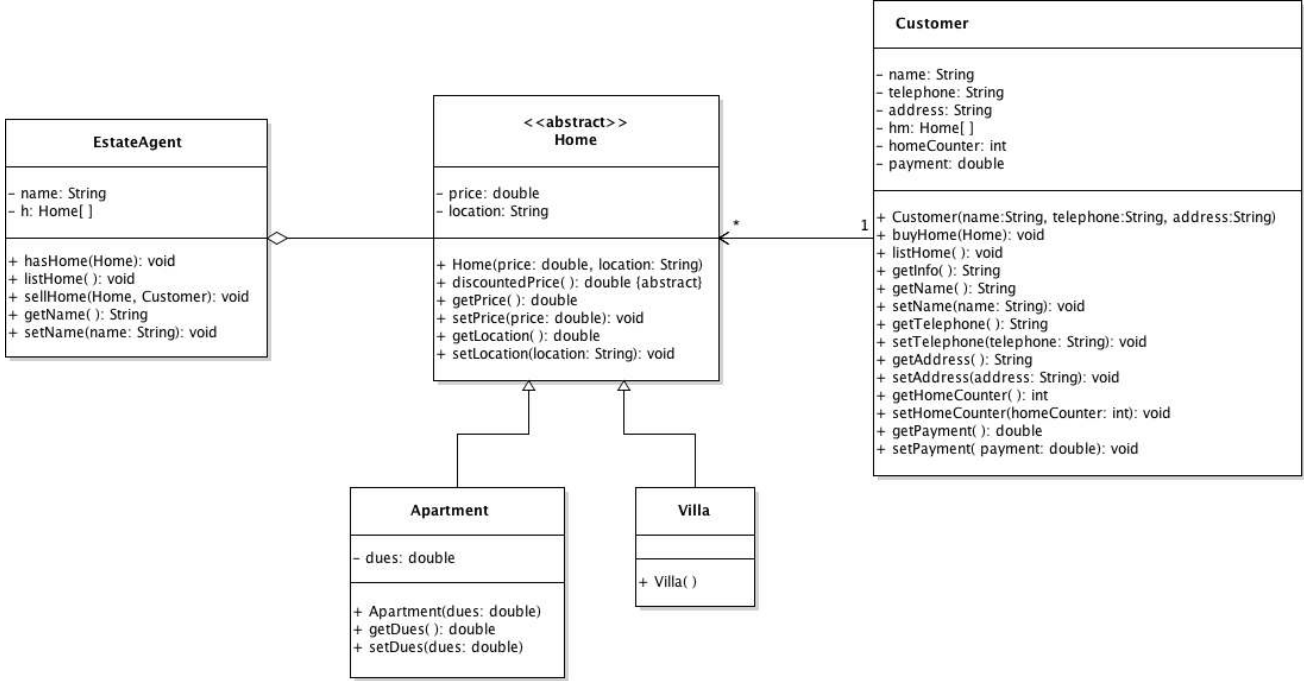 EstateAgent
- name: String
- h: Home[ ]
+ hasHome(Home): void
+ listHome( ): void
+ sellHome(Home, Customer): void
+ getName( ): String
+ setName(name: String): void
<<abstract>>
Home
- price: double
- location: String
+ Home(price: double, location: String)
+ discountedPrice( ): double {abstract}
+ getPrice( ): double
+ setPrice(price: double): void
+ getLocation( ): double
+ setLocation(location: String): void
* 1
Customer
- name: String
- telephone: String
- address: String
- hm: Home[ ]
- homeCounter: int
- payment: double
+ Customer(name:String, telephone:String, address:String)
+ buyHome(Home): void
+ listHome( ): void
+ getInfo( ): String
+ getName( ): String
+ setName(name: String): void
+ getTelephone( ): String
+ setTelephone(telephone: String): void
+ getAddress( ): String
+ setAddress(address: String): void
+ getHomeCounter( ): int
+ setHomeCounter(homeCounter: int): void
+ getPayment( ): double
+ setPayment( payment: double): void
Apartment
- dues: double
+ Apartment(dues: double)
+ getDues( ): double
+ setDues(dues: double)
Villa
+ Villa( )